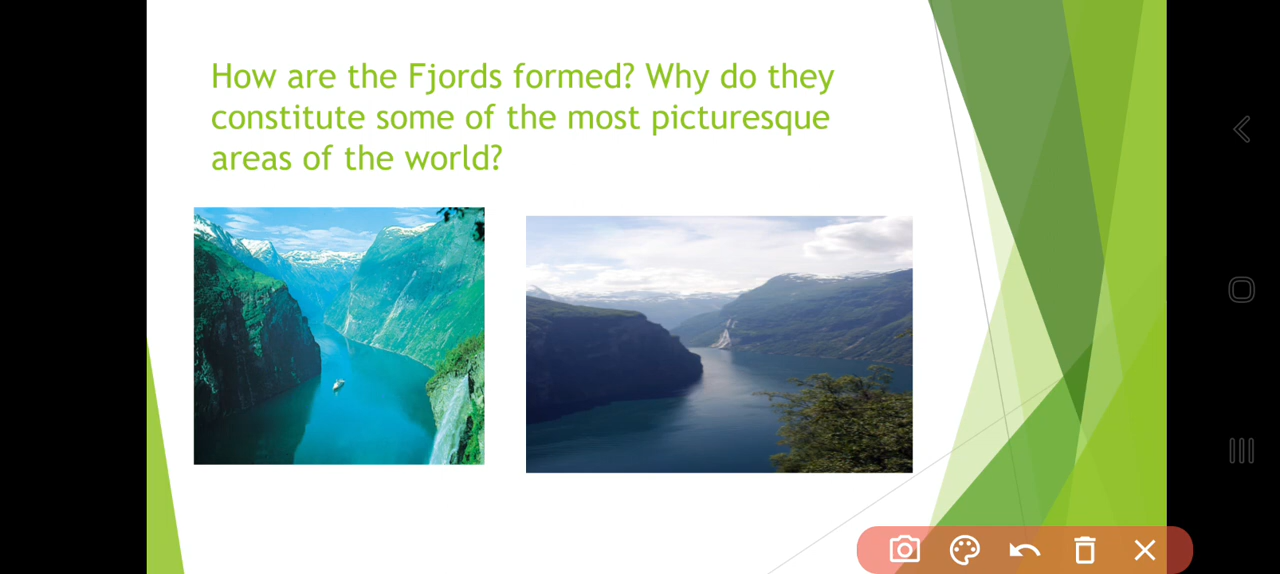 How are the Fjords formed? Why do they
constitute some of the most picturesque
areas of the world?